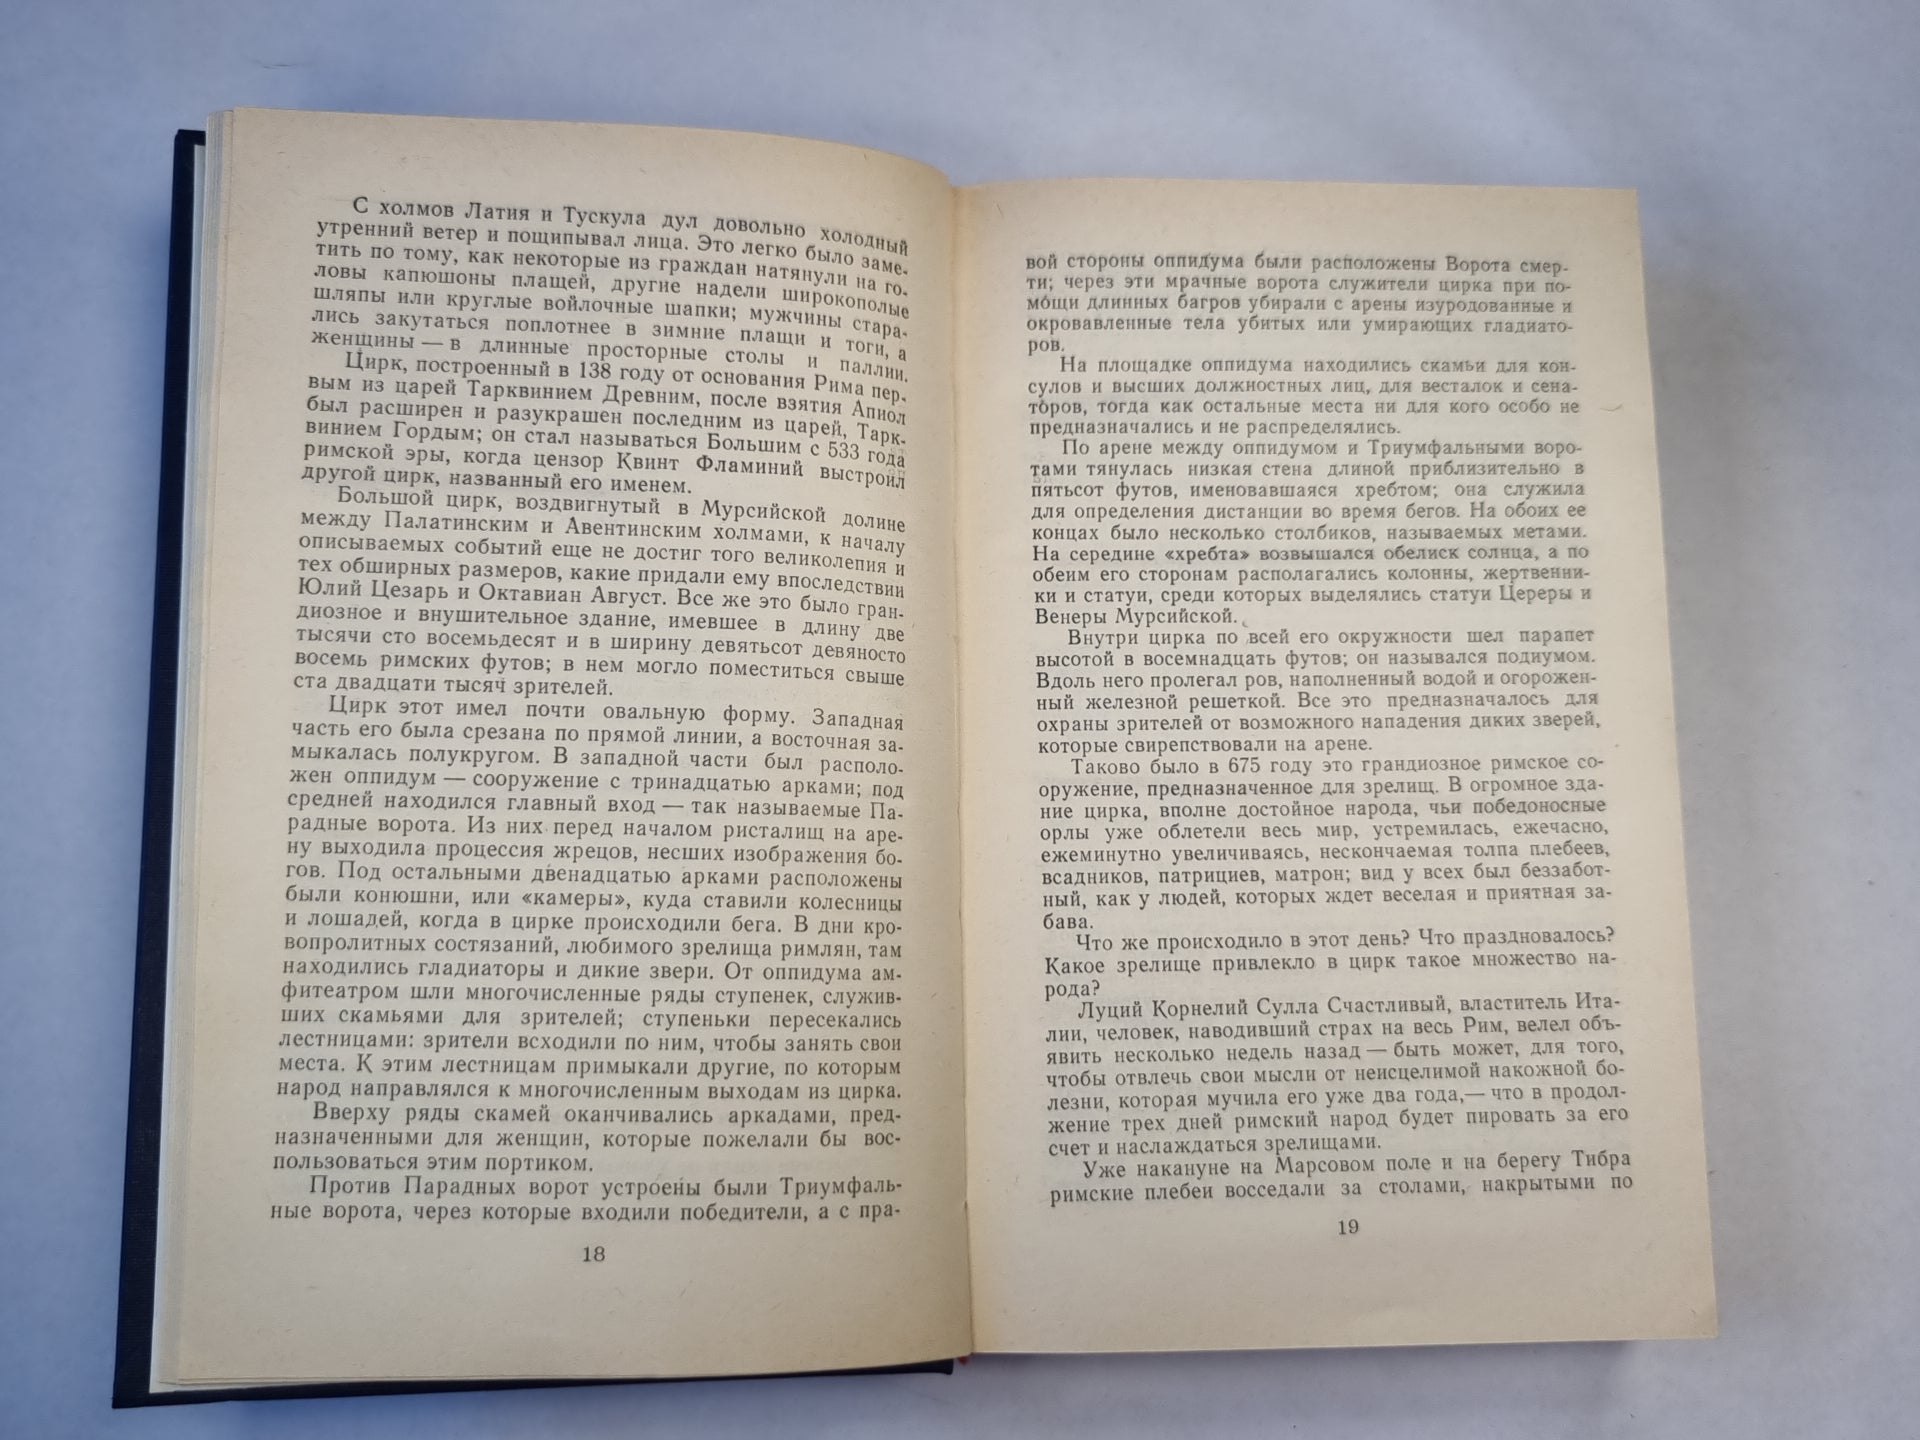 С холмов Латия и Тускула дул довольно холодный
утренний ветер и пощипывал лица. Это легко было заме-
тить по тому, как некоторые из граждан натянули на го-
ловы капюшоны плащей, другие надели широкополые
шляпы или круглые войлочные шапки; мужчины стара-
лись закутаться поплотнее в зимние плащи и тоги, а
женщины — в длинные просторные столы и паллии.
Цирк, построенный в 138 году от основания Рима пер-
вым из царей Тарквинием Древним, после взятия Апиол
был расширен и разукрашен последним из царей, Тарк-
винием Гордым; он стал называться Большим с 533 года
римской эры, когда цензор Квинт Фламиний выстроил
другой цирк, названный его именем.
Большой цирк, воздвигнутый в Мурсийской долине
между Палатинским и Авентинским холмами, к началу
описываемых событий еще не достиг того великолепия и
тех обширных размеров, какие придали ему впоследствии
Юлий Цезарь и Октавиан Август. Все же это было гран-
диозное и внушительное здание, имевшее в длину две
тысячи сто восемьдесят и в ширину девятьсот девяносто
восемь римских футов; в нем могло поместиться свыше
ста двадцати тысяч зрителей.
Цирк этот имел почти овальную форму. Западная
часть его была срезана по прямой линии, а восточная за-
мыкалась полукругом. В западной части был располо-
жен оппидум — сооружение с тринадцатью арками; под
средней находился главный вход — так называемые Па-
радные ворота. Из них перед началом ристалищ на аре-
ну выходила процессия жрецов, несших изображения бо-
гов. Под остальными двенадцатью арками расположены
были конюшни, или «камеры», куда ставили колесницы
и лошадей, когда в цирке происходили бега. В дни кро-
вопролитных состязаний, любимого зрелища римлян, там
находились гладиаторы и дикие звери. От оппидума ам-
фитеатром шли многочисленные ряды ступенек, служив-
ших скамьями для зрителей; ступеньки пересекались
лестницами: зрители всходили по ним, чтобы занять свои
места. К этим лестницам примыкали другие, по которым
народ направлялся к многочисленным выходам из цирка.
Вверху ряды скамей оканчивались аркадами, пред-
назначенными для женщин, которые пожелали бы вос-
пользоваться этим портиком.
Против Парадных ворот устроены были Триумфаль-
ные ворота, через которые входили победители, а с пра-
18
вой стороны оппидума были расположены Ворота смер-
ти; через эти мрачные ворота служители цирка при по-
мощи длинных багров убирали с арены изуродованные и
окровавленные тела убитых или умирающих гладиато-
ров.
На площадке оппидума находились скамьи для кон-
сулов и высших должностных лиц, для весталок и сена-
торов, тогда как остальные места ни для кого особо не
предназначались и не распределялись.
По арене между оппидумом и Триумфальными воро-
тами тянулась низкая стена длиной приблизительно в
пятьсот футов, именовавшаяся хребтом; она служила
для определения дистанции во время бегов. На обоих ее
концах было несколько столбиков, называемых метами.
На середине «хребта» возвышался обелиск солнца, а по
обеим его сторонам располагались колонны, жертвенни-
ки и статуи, среди которых выделялись статуи Цереры и
Венеры Мурсийской.
Внутри цирка по всей его окружности шел парапет
высотой в восемнадцать футов; он назывался подиумом.
Вдоль него пролегал ров, наполненный водой и огорожен-
ный железной решеткой. Все это предназначалось для
охраны зрителей от возможного нападения диких зверей,
которые свирепствовали на арене.
Таково было в 675 году это грандиозное римское со-
оружение, предназначенное для зрелищ. В огромное зда-
ние цирка, вполне достойное народа, чьи победоносные
орлы уже облетели весь мир, устремилась, ежечасно,
ежеминутно увеличиваясь, нескончаемая толпа плебеев,
всадников, патрициев, матрон; вид у всех был беззабот-
ный, как у людей, которых ждет веселая и приятная за-
бава.
Что же происходило в этот день? Что праздновалось?
Какое зрелище привлекло в цирк такое множество на-
рода?
Луций Корнелий Сулла Счастливый, властитель Ита-
лии, человек, наводивший страх на весь Рим, велел объ-
явить несколько недель назад — быть может, для того,
чтобы отвлечь свои мысли от неисцелимой накожной бо-
лезни, которая мучила его уже два года,— что в продол-
жение трех дней римский народ будет пировать за его
счет и наслаждаться зрелищами.
Уже накануне на Марсовом поле и на берегу Тибра
римские плебеи восседали за столами, накрытыми по
19